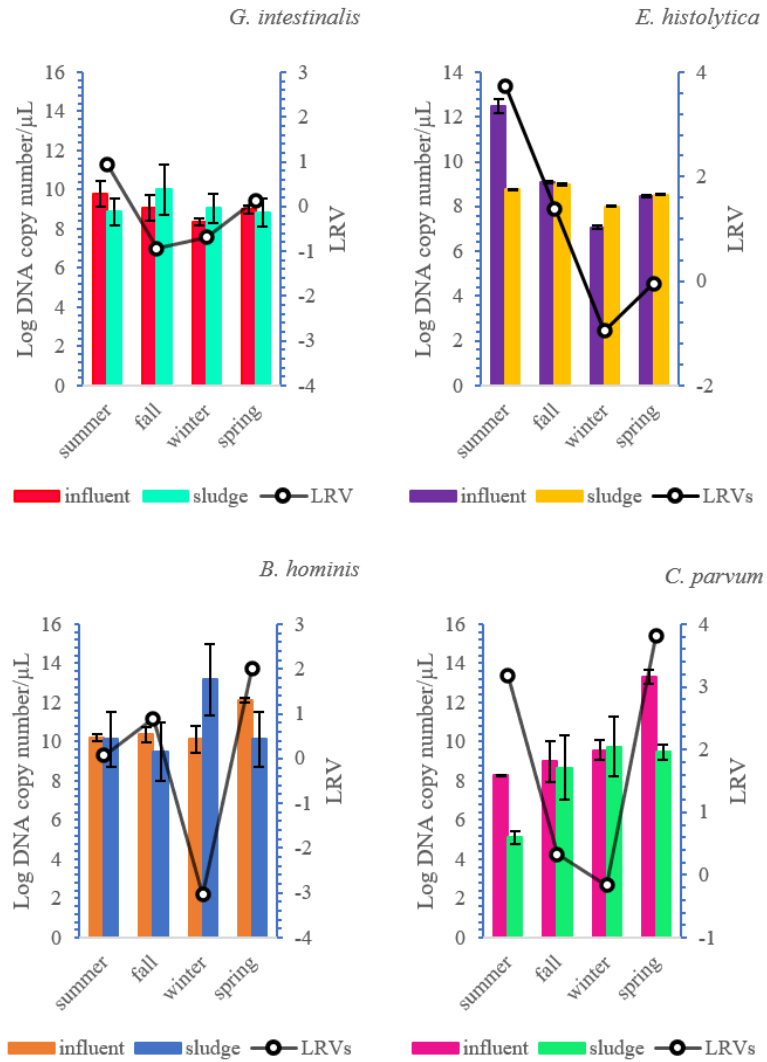 G. intestinalis
Log DNA copy number/µL
16
14
12
10
8
6
4
2
0
3
2
1
0
-1
-2
-3
-4
LRV
summer
fall
winter
spring
influent
sludge
LRV
E. histolytica
Log DNA copy number/µL
14
12
10
8
6
4
2
0
4
2
0
-2
LRV
summer
fall
winter
spring
influent
sludge
LRVs
B. hominis
Log DNA copy number/µL
16
14
12
10
8
6
4
2
0
3
2
1
0
-1
-2
-3
-4
LRV
summer
fall
winter
spring
influent
sludge
LRVs
C. parvum
Log DNA copy number/µL
16
14
12
10
8
6
4
2
0
4
3
2
1
0
-1
LRV
summer
fall
winter
spring
influent
sludge
LRVs